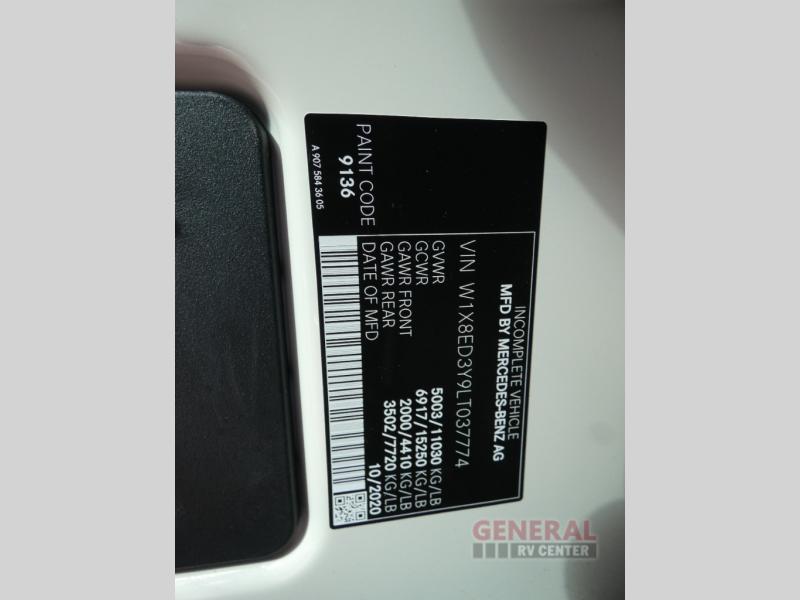 INCOMPLETE VEHICLE
MFD BY MERCEDES-BENZ AG
VIN W1X8ED3Y9LT037774
GVWR 5003/11030 KG/LB
GCWR 6917/15250 KG/LB
GAWR FRONT 2000/4410 KG/LB
GAWR REAR 3502/7720 KG/LB
DATE OF MFD 10/2020
PAINT CODE
9136
A 907 584 36 05
GENERAL
RV CENTER